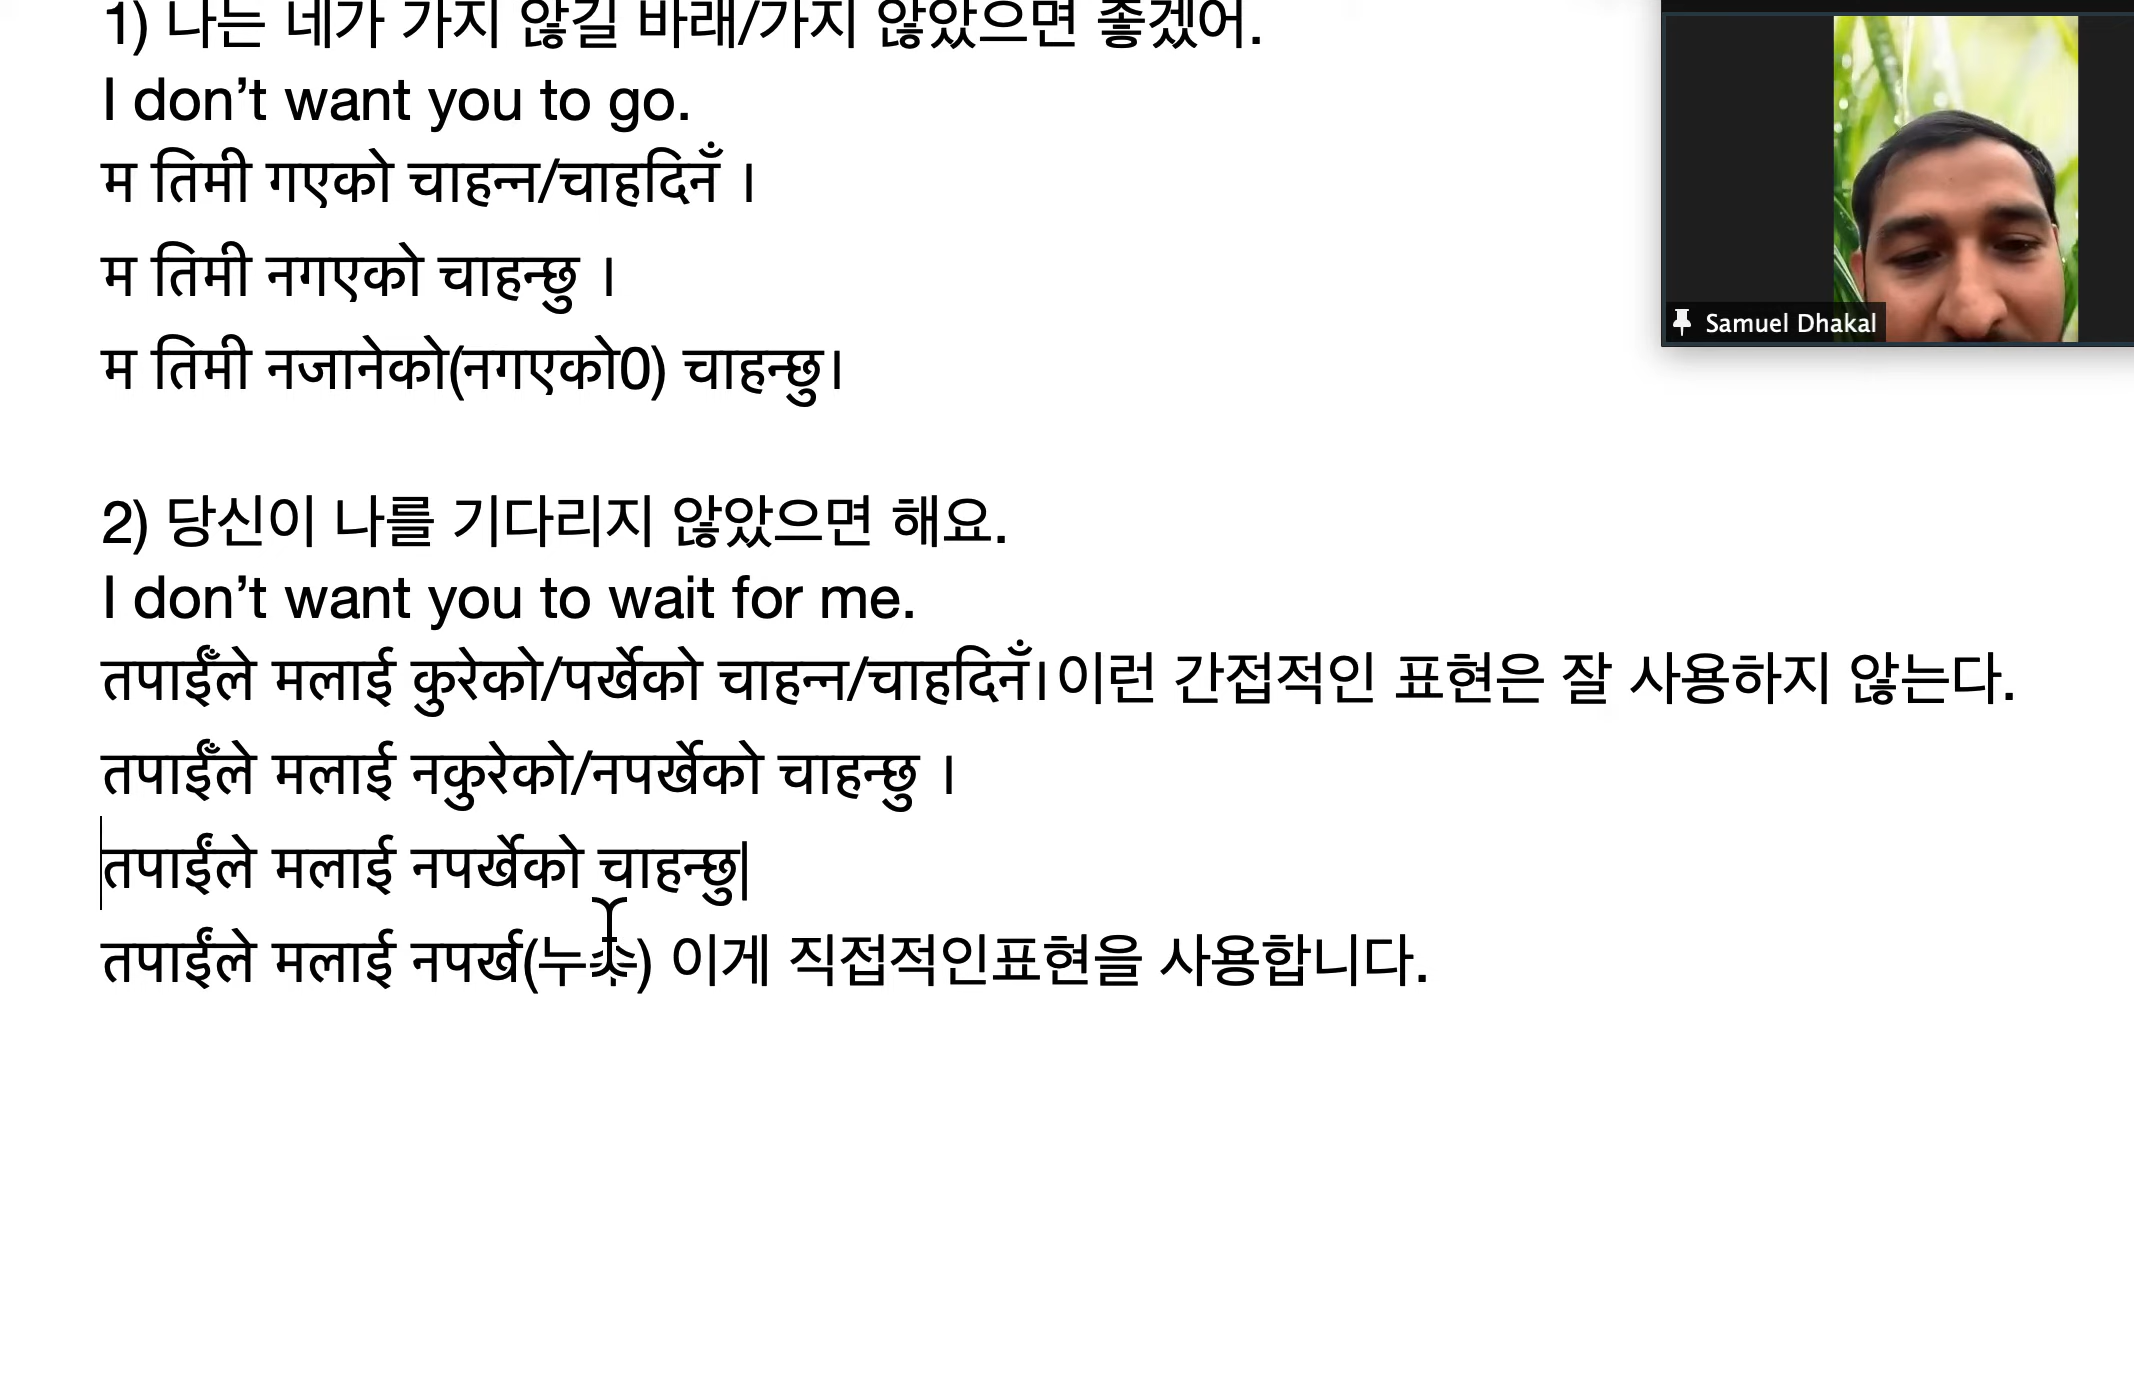 1) 나는 네가 가지 않길 바래/가지 않았으면 좋겠어.
I don’t want you to go.
म तिमी गएको चाहन्न/चाहदिनँ ।
म तिमी नगएको चाहन्छु ।
म तिमी नजानेको(नगएको0) चाहन्छु।
2) 당신이 나를 기다리지 않았으면 해요.
I don’t want you to wait for me.
तपाईँले मलाई कुरेको/पर्खेको चाहन्न/चाहदिनँ।이런 간접적인 표현은 잘 사용하지 않는다.
तपाईँले मलाई नकुरेको/नपर्खेको चाहन्छु ।
तपाईंले मलाई नपर्खेको चाहन्छु|
तपाईंले मलाई नपर्ख 이게 직접적인표현을 사용합니다.
Samuel Dhakal